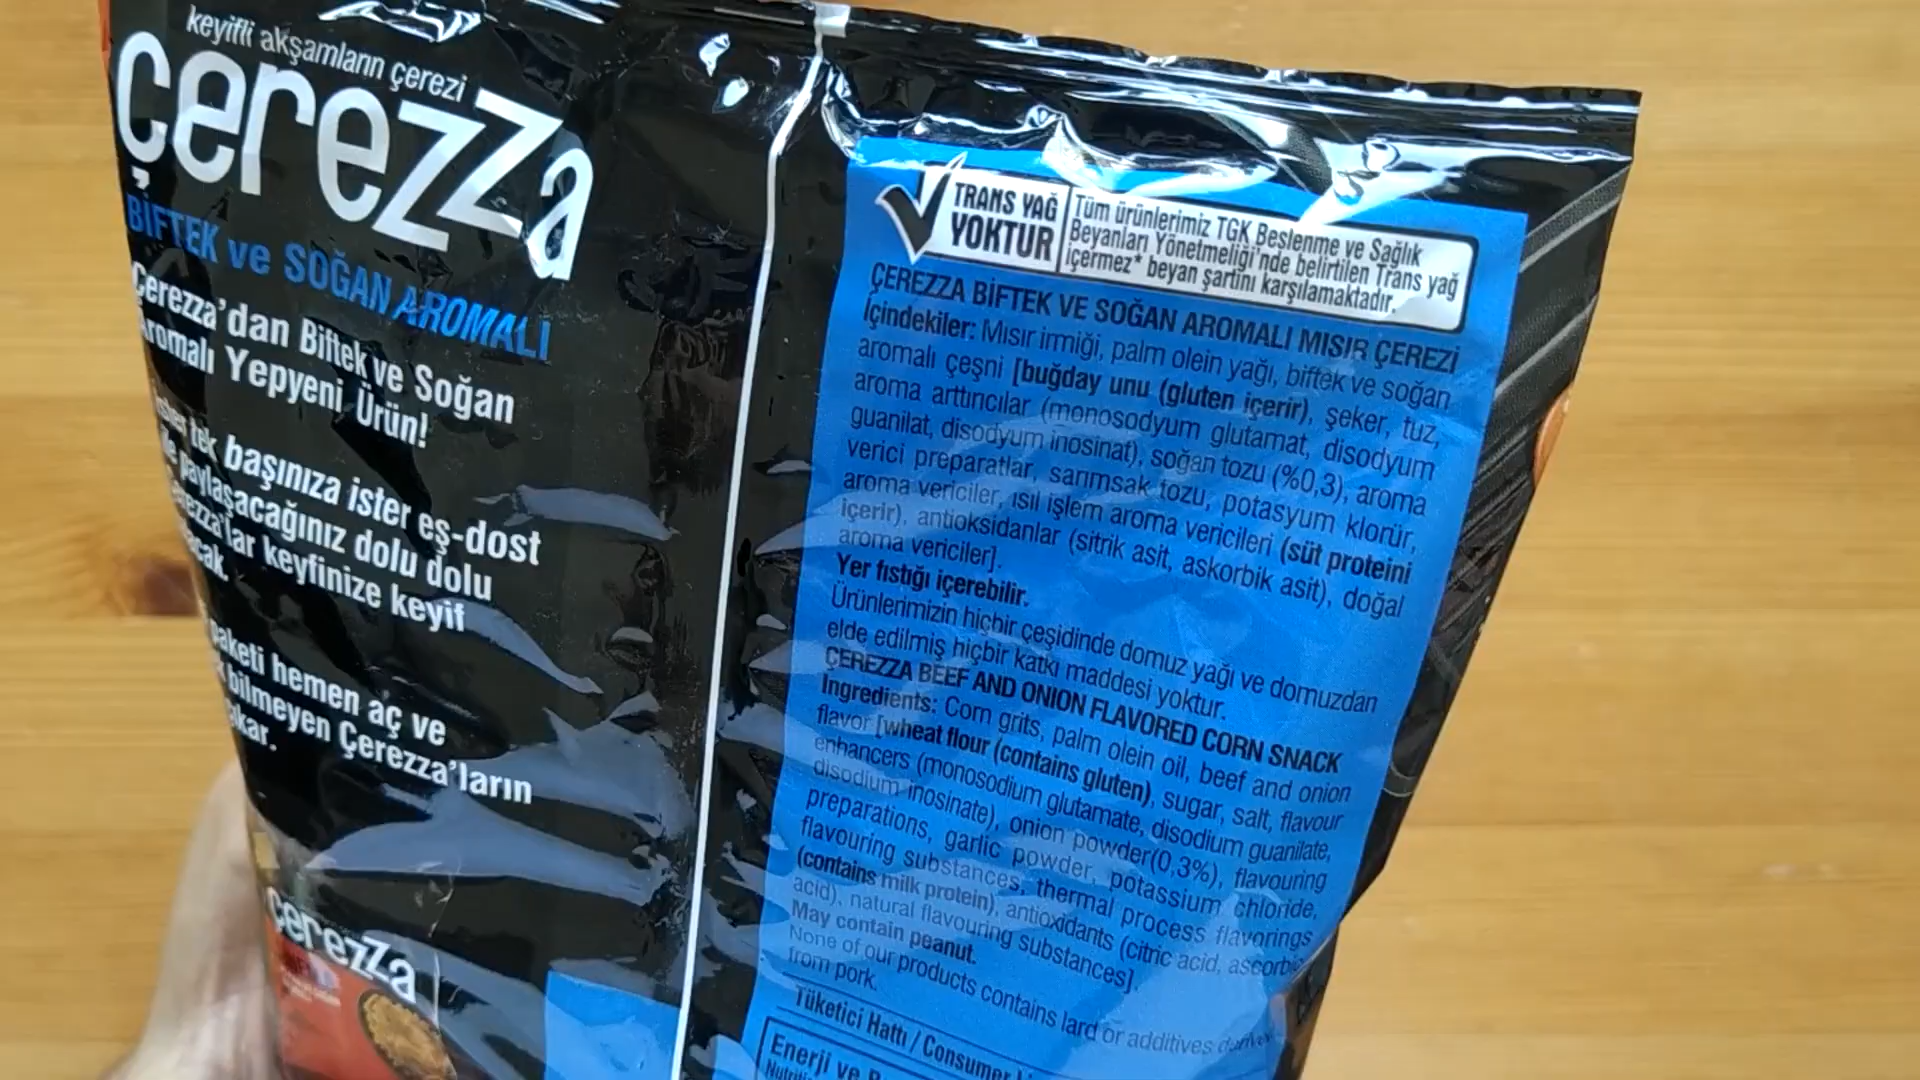 keyifli akşamların çerezi
çerezza
BİFTEK ve SOĞAN AROMALI
Çerezza'dan Biftek ve Soğan
Aromalı Yepyeni Ürün!
tek başınıza ister eş-dost
paylaşacağınız dolu dolu
keyfinize keyif
paketi hemen aç ve
bilmeyen Çerezza'ların
çerezza
TRANS YAĞ
YOKTUR
Tüm ürünlerimiz TGK Beslenme ve Sağlık
Beyanları Yönetmeliği'nde belirtilen Trans yağ
içermez* beyan şartını karşılamaktadır.
ÇEREZZA BİFTEK VE SOĞAN AROMALI MISIR ÇEREZİ
İçindekiler: Mısır irmiği, palm olein yağı, biftek ve soğan
aromalı çeşni [buğday unu (gluten içerir), şeker, tuz,
aroma arttırıcılar (monosodyum glutamat, disodyum
guanilat, disodyum inosinat), soğan tozu (%0,3), aroma
verici preparatlar, sarımsak tozu, potasyum klorür,
aroma vericiler, ısıl işlem aroma vericileri (süt proteini
içerir), antioksidanlar (sitrik asit, askorbik asit), doğal
aroma vericiler].
Yer fıstığı içerebilir.
Ürünlerimizin hiçbir çeşidinde domuz yağı ve domuzdan
elde edilmiş hiçbir katkı maddesi yoktur.
ÇEREZZA BEEF AND ONION FLAVORED CORN SNACK
Ingredients: Corn grits, palm olein oil, beef and onion
flavor [wheat flour (contains gluten), sugar, salt, flavour
enhancers (monosodium glutamate, disodium guanilate,
disodium inosinate), onion powder(0,3%), flavouring
preparations, garlic powder, potassium chloride,
flavouring substances, thermal process flavorings
(contains milk protein), antioxidants (citric acid, ascorbic
acid), natural flavouring substances]
May contain peanut.
None of our products contains lard or additives
from pork.
Tüketici Hattı / Consumer
Enerji ve